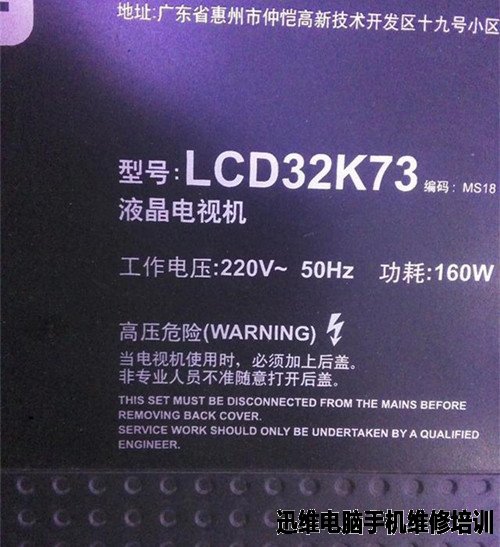 地址:广东省惠州市仲恺高新技术开发区十九号小区
型号:LCD32K73 编码: MS18
液晶电视机
工作电压:220V~ 50Hz 功耗:160W
高压危险(WARNING)
当电视机使用时，必须加上后盖。
非专业人员不准随意打开后盖。
THIS SET MUST BE DISCONNECTED FROM THE MAINS BEFORE
REMOVING BACK COVER.
SERVICE WORK SHOULD ONLY BE UNDERTAKEN BY A QUALIFIED
ENGINEER.
迅维电脑手机维修培训